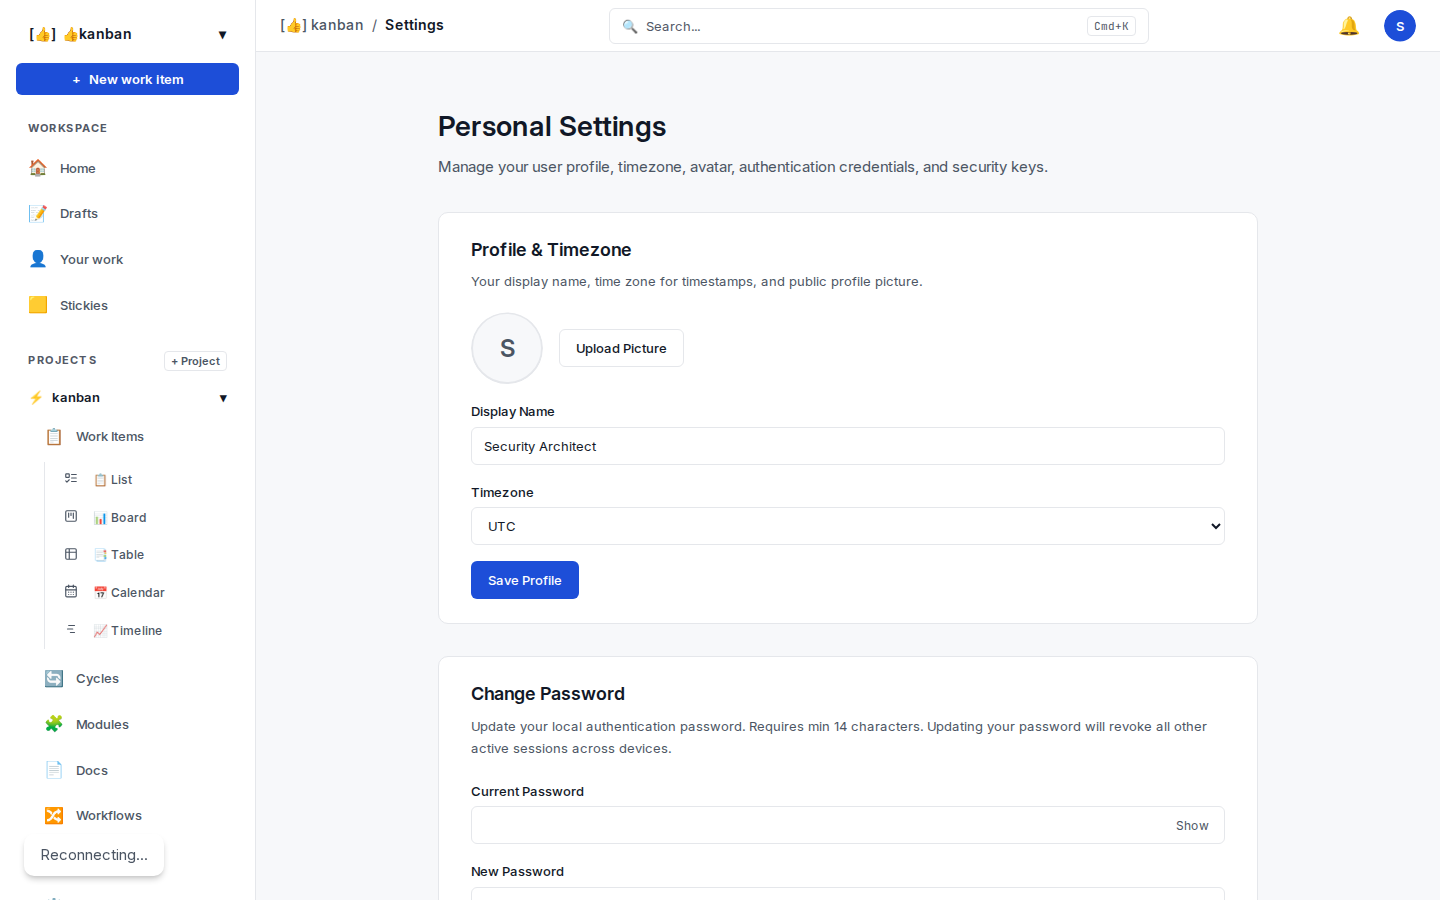 [👍] 👍kanban ▾
+ New work item
WORKSPACE
🏠 Home
📝 Drafts
👤 Your work
🟨 Stickies
PROJECTS
+ Project
⚡ kanban ▾
📋 Work Items
📋 List
📊 Board
📑 Table
📅 Calendar
📈 Timeline
🔄 Cycles
🧩 Modules
📄 Docs
🔀 Workflows
Reconnecting...
[👍] kanban / Settings
🔍 Search...
Cmd+K
🔔
S
Personal Settings
Manage your user profile, timezone, avatar, authentication credentials, and security keys.
Profile & Timezone
Your display name, time zone for timestamps, and public profile picture.
S
Upload Picture
Display Name
Security Architect
Timezone
UTC
Save Profile
Change Password
Update your local authentication password. Requires min 14 characters. Updating your password will revoke all other
active sessions across devices.
Current Password
Show
New Password